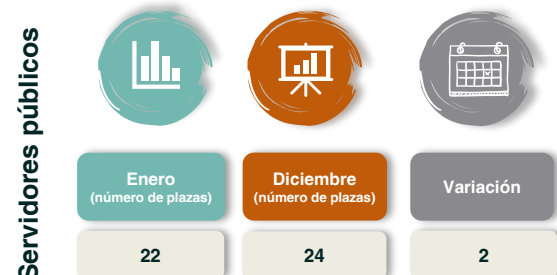 Servidores públicos
Enero
(número de plazas)
Diciembre
(número de plazas)
Variación
22
24
2